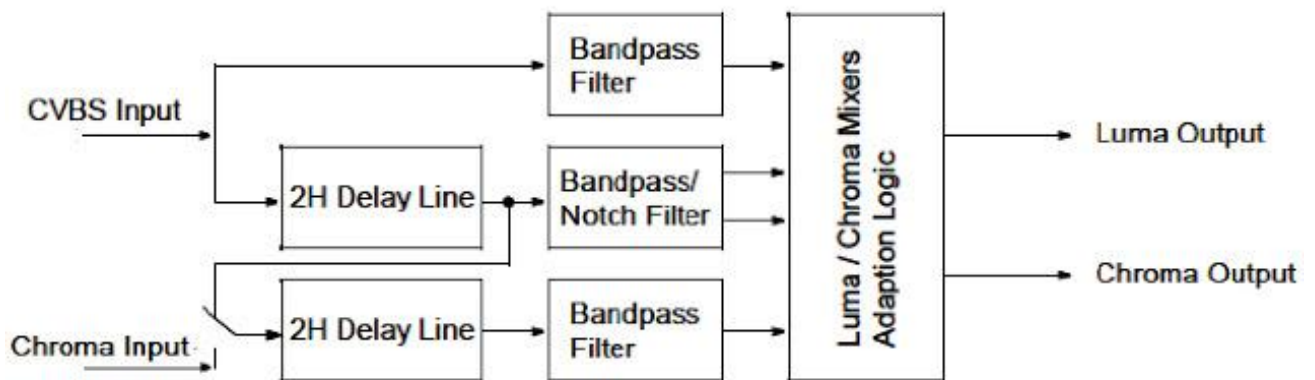 Bandpass
Filter
CVBS Input
2H Delay Line
Bandpass/
Notch Filter
Luma / Chroma Mixers
Adaption Logic
Luma Output
Chroma Output
Chroma Input
2H Delay Line
Bandpass
Filter